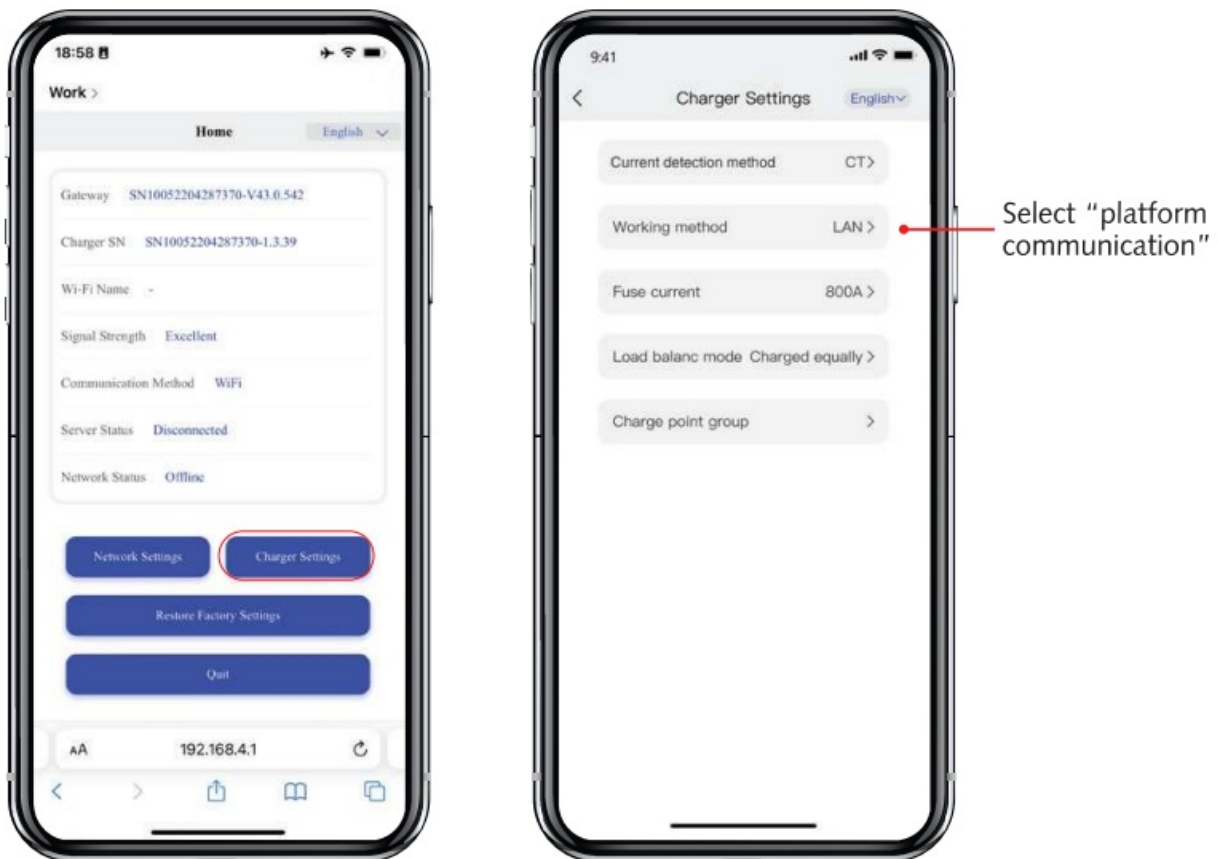 18:58
Work >
Home English
Gateway SN10052204287370-V43.0.542
Charger SN SN10052204287370-1.3.39
Wi-Fi Name -
Signal Strength Excellent
Communication Method WiFi
Server Status Disconnected
Network Status Offline
Network Settings Charger Settings
Restore Factory Settings
Quit
AA 192.168.4.1
9:41
Charger Settings English
Current detection method CT>
Working method LAN >
Fuse current 800A >
Load balanc mode Charged equally >
Charge point group >
Select “platform
communication”